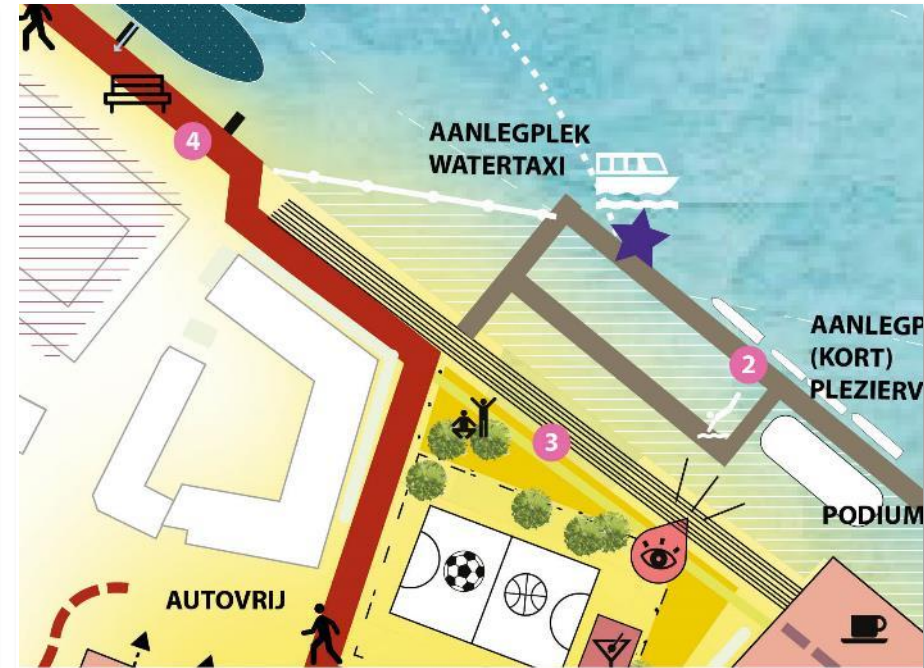 4
AANLEGPLEK
WATERTAXI
AANLEGP
(KORT)
PLEZIERV
2
3
PODIUM
AUTOVRIJ